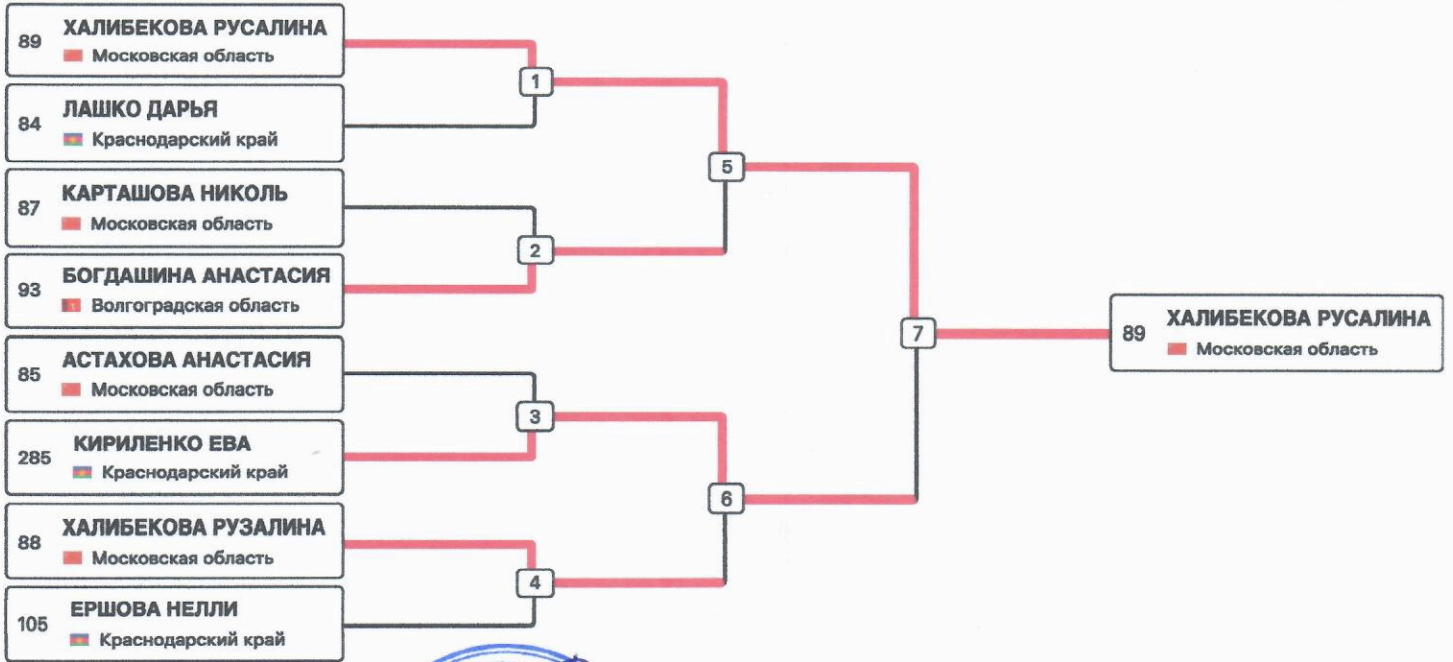 89 ХАЛИБЕКОВА РУСАЛИНА
Московская область
1
84 ЛАШКО ДАРЬЯ
Краснодарский край
5
87 КАРТАШОВА НИКОЛЬ
Московская область
2
93 БОГДАШИНА АНАСТАСИЯ
Волгоградская область
7
89 ХАЛИБЕКОВА РУСАЛИНА
Московская область
85 АСТАХОВА АНАСТАСИЯ
Московская область
3
285 КИРИЛЕНКО ЕВА
Краснодарский край
6
88 ХАЛИБЕКОВА РУЗАЛИНА
Московская область
4
105 ЕРШОВА НЕЛЛИ
Краснодарский край